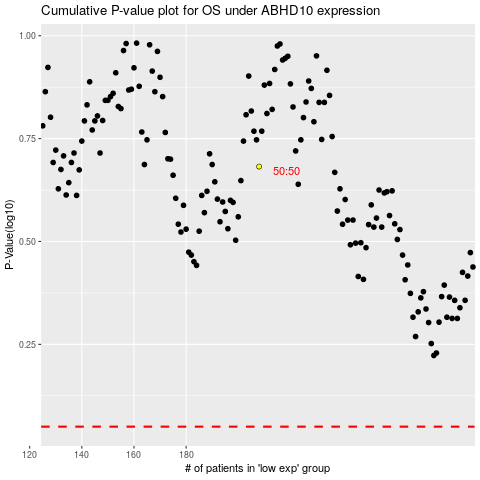 Cumulative P-value plot for OS under ABHD10 expression
P-Value(log10)
1.00
0.75
0.50
0.25
50:50
120 140 160 180
# of patients in 'low exp' group